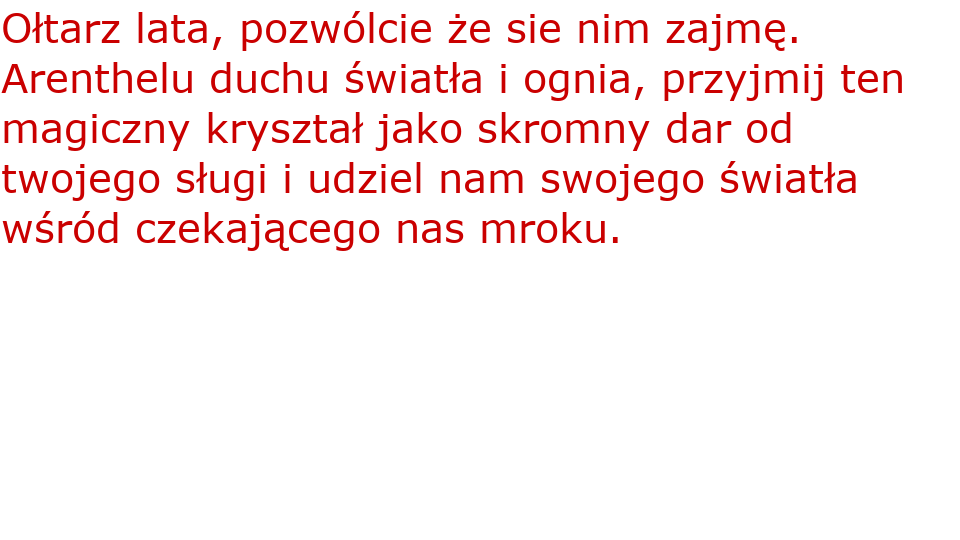 Ołtarz lata, pozwólcie że sie nim zajmę.
Arenthelu duchu światła i ognia, przyjmij ten
magiczny kryształ jako skromny dar od
twojego sługi i udziel nam swojego światła
wśród czekającego nas mroku.